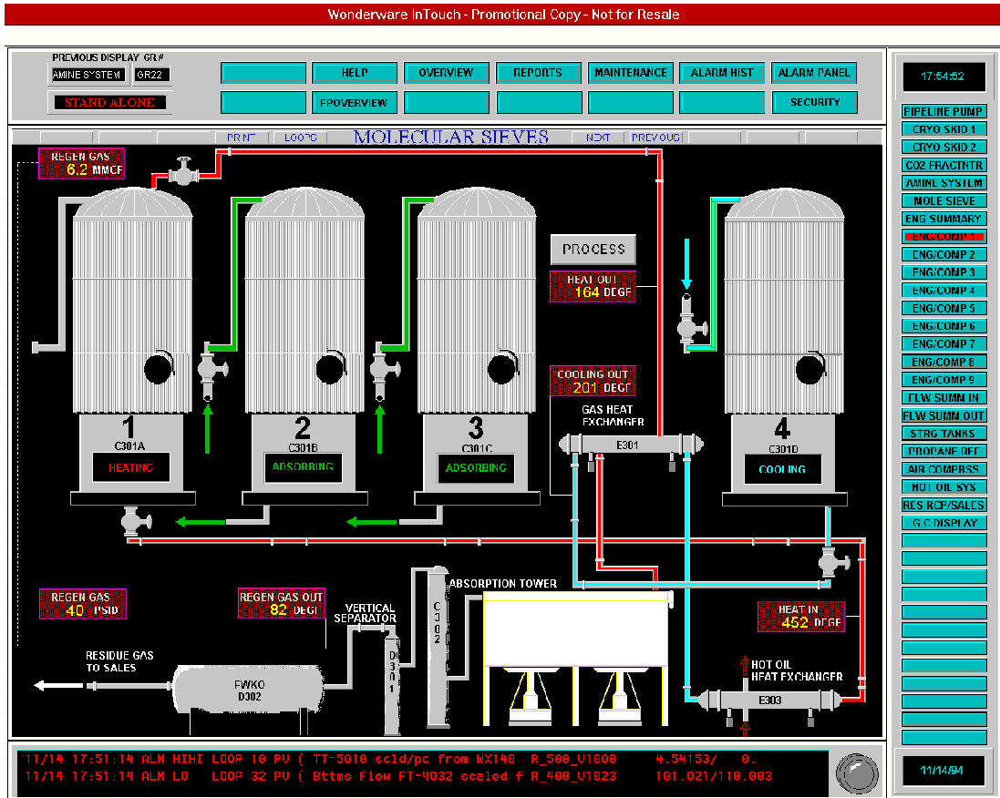 Wonderware InTouch - Promotional Copy - Not for Resale
PREVIOUS DISPLAY GR #
AMINE SYSTEM GR22
STAND ALONE
HELP OVERVIEW REPORTS MAINTENANCE ALARM HIST ALARM PANEL
FPOVERVIEW SECURITY
17:54:52
PRINT LOOPS MOLECULAR SIEVES NEXT PREVIOUS
REGEN GAS
6.2 MMCF
PROCESS
HEAT OUT
164 DEGF
COOLING OUT
201 DEGF
GAS HEAT
EXCHANGER
E301
1
C301A
HEATING
2
C301B
ADSORBING
3
C301C
ADSORBING
4
C301D
COOLING
REGEN GAS
40 PSID
REGEN GAS OUT
82 DEGF
VERTICAL
SEPARATOR
ABSORPTION TOWER
C302
D301
HEAT IN
452 DEGF
RESIDUE GAS
TO SALES
FWKO
D302
HOT OIL
HEAT EXCHANGER
E303
PIPELINE PUMP
CRYO SKID 1
CRYO SKID 2
CO2 FRACTNTR
AMINE SYSTEM
MOLE SIEVE
ENG SUMMARY
ENG/COMP 1
ENG/COMP 2
ENG/COMP 3
ENG/COMP 4
ENG/COMP 5
ENG/COMP 6
ENG/COMP 7
ENG/COMP 8
ENG/COMP 9
FLW SUMM IN
FLW SUMM OUT
STRG TANKS
PROPANE REF
AIR COMPRSS
HOT OIL SYS
RES RCP/SALES
G C DISPLAY
11/14 17:51:14 ALM HIHI LOOP 10 PV ( TT-5010 scld/pc from WX140 R_500_V1000 4.54153/ 0.
11/14 17:51:14 ALM LO LOOP 32 PV ( Bttms Flow FT-4032 scaled f R_400_V1023 101.021/110.003
11/14/94